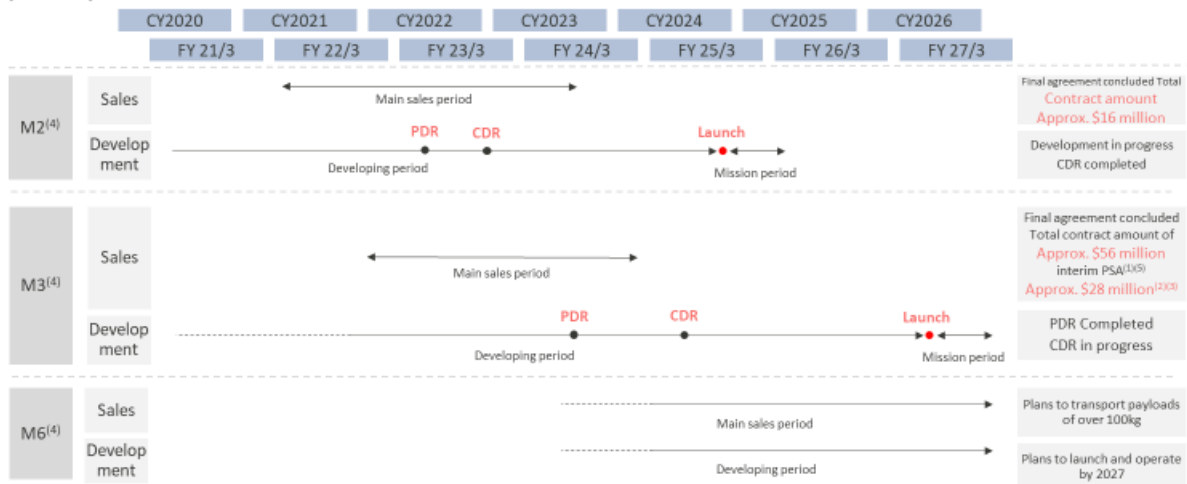 CY2020 CY2021 CY2022 CY2023 CY2024 CY2025 CY2026
FY 21/3 FY 22/3 FY 23/3 FY 24/3 FY 25/3 FY 26/3 FY 27/3
M2(4)
Sales
Main sales period
Final agreement concluded Total
Contract amount
Approx. $16 million
Develop
ment
PDR CDR Launch
Developing period
Mission period
Development in progress
CDR completed
M3(4)
Sales
Main sales period
Final agreement concluded
Total contract amount of
Approx. $56 million
interim PSA(1)(5)
Approx. $28 million(2)(3)
Develop
ment
PDR CDR Launch
Developing period
Mission period
PDR Completed
CDR in progress
M6(4)
Sales
Main sales period
Plans to transport payloads
of over 100kg
Develop
ment
Developing period
Plans to launch and operate
by 2027